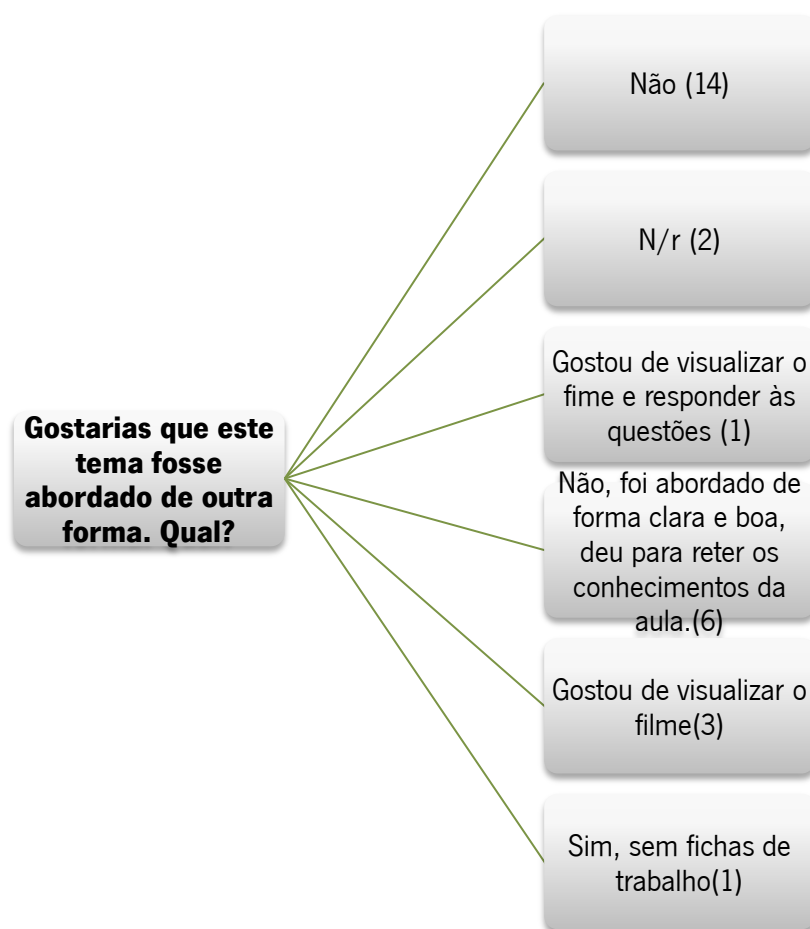 Não (14)
N/r (2)
Gostou de visualizar o
fime e responder às
questões (1)
Gostarias que este
tema fosse
abordado de outra
forma. Qual?
Não, foi abordado de
forma clara e boa,
deu para reter os
conhecimentos da
aula.(6)
Gostou de visualizar o
filme(3)
Sim, sem fichas de
trabalho(1)